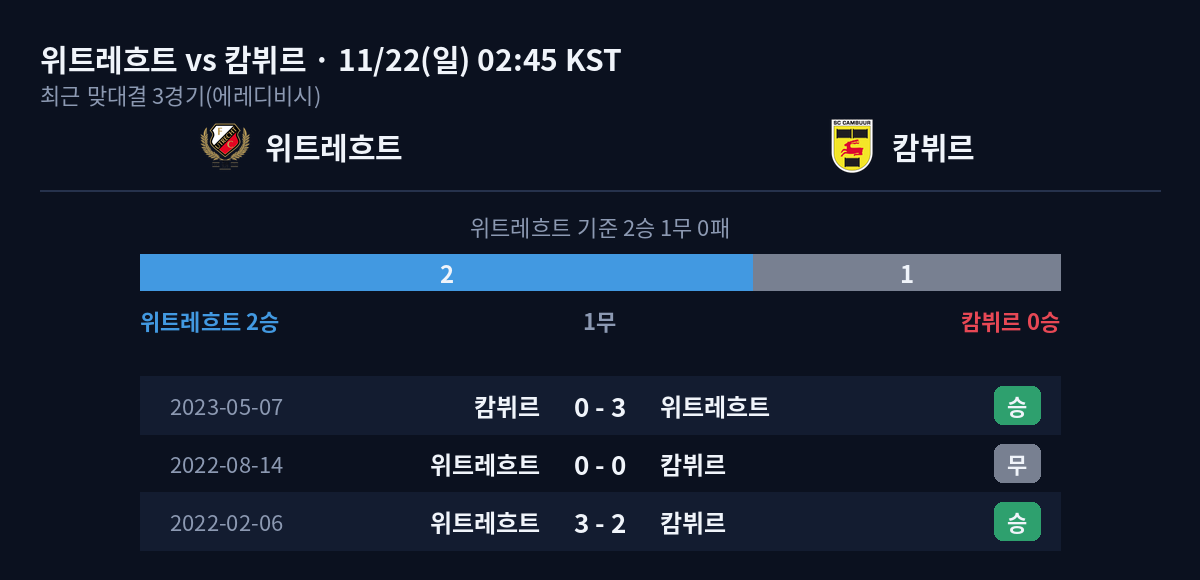 위트레흐트 vs 캄뷔르 · 11/22(일) 02:45 KST
최근 맞대결 3경기(에레디비시)
위트레흐트
SC CAMBUUR 캄뷔르
위트레흐트 기준 2승 1무 0패
2 1
위트레흐트 2승 1무 캄뷔르 0승
2023-05-07 캄뷔르 0 - 3 위트레흐트 승
2022-08-14 위트레흐트 0 - 0 캄뷔르 무
2022-02-06 위트레흐트 3 - 2 캄뷔르 승